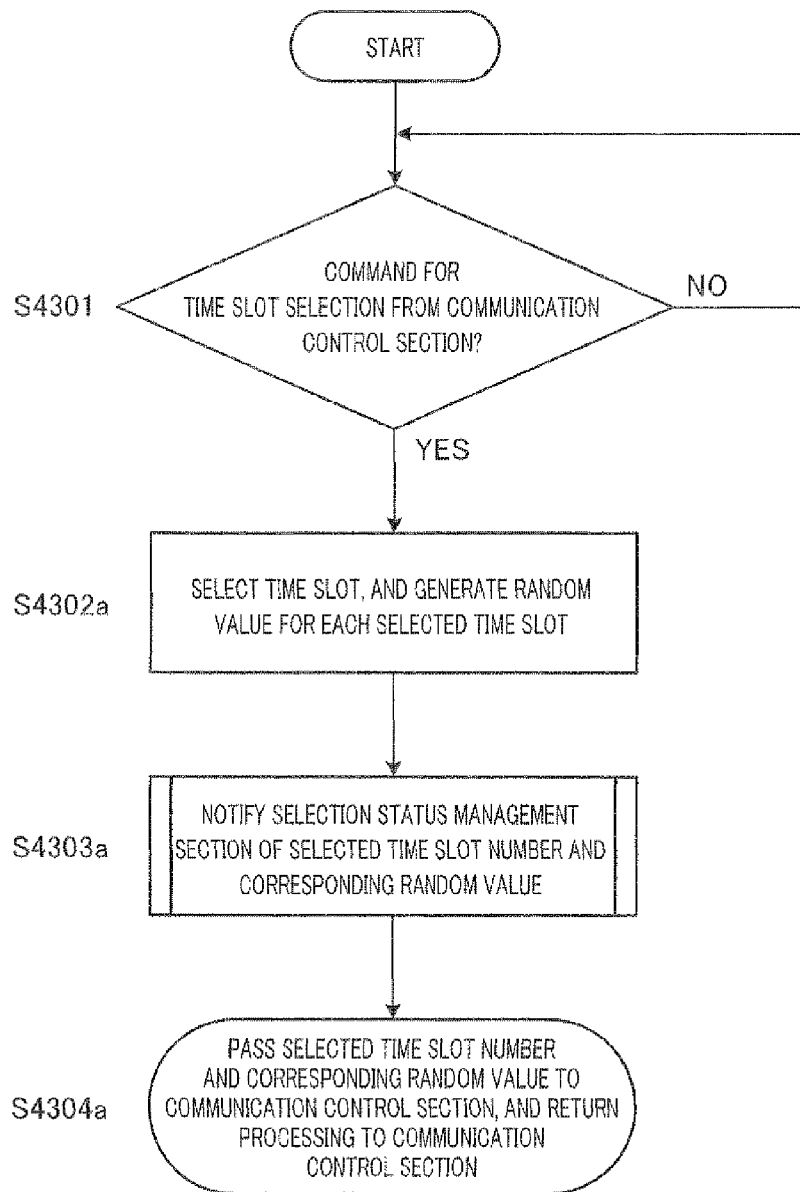 START
COMMAND FOR
TIME SLOT SELECTION FROM COMMUNICATION
CONTROL SECTION?
S4301
NO
YES
S4302a
SELECT TIME SLOT, AND GENERATE RANDOM
VALUE FOR EACH SELECTED TIME SLOT
S4303a
NOTIFY SELECTION STATUS MANAGEMENT
SECTION OF SELECTED TIME SLOT NUMBER AND
CORRESPONDING RANDOM VALUE
S4304a
PASS SELECTED TIME SLOT NUMBER
AND CORRESPONDING RANDOM VALUE TO
COMMUNICATION CONTROL SECTION, AND RETURN
PROCESSING TO COMMUNICATION
CONTROL SECTION